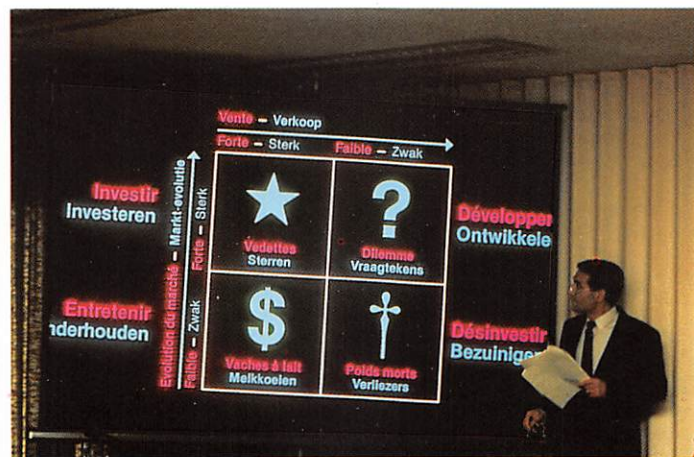 Vente – Verkoop
Forte – Sterk
Faible – Zwak
Evolution du marché – Markt-evolutie
Faible – Zwak
Forte – Sterk
Investir
Investeren
Vedettes
Sterren
?
Dilemme
Vraagtekens
Développer
Ontwikkele
Entretenir
nderhouden
$
Vaches à lait
Melkkoeien
Poids morts
Verliezers
Désinvestir
Bezuinigen